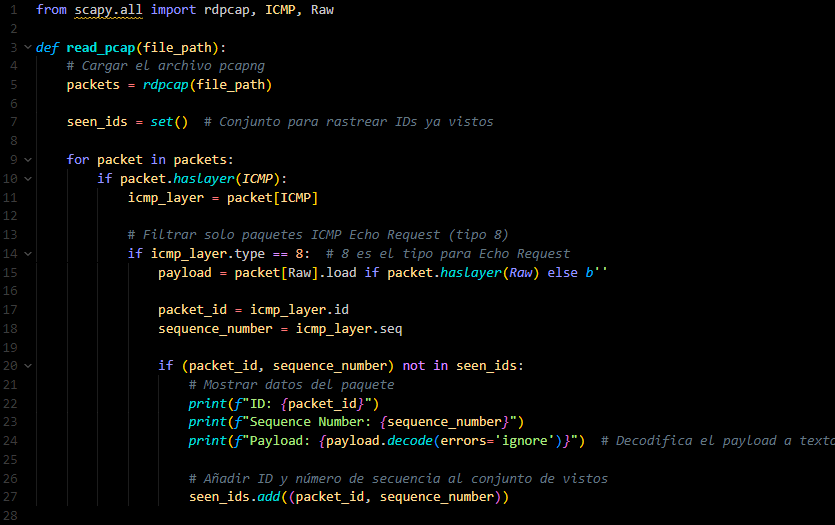 1 from scapy.all import rdpcap, ICMP, Raw
2
3 def read_pcap(file_path):
4     # Cargar el archivo pcapng
5     packets = rdpcap(file_path)
6
7     seen_ids = set()  # Conjunto para rastrear IDs ya vistos
8
9     for packet in packets:
10         if packet.haslayer(ICMP):
11             icmp_layer = packet[ICMP]
12
13             # Filtrar solo paquetes ICMP Echo Request (tipo 8)
14             if icmp_layer.type == 8:  # 8 es el tipo para Echo Request
15                 payload = packet[Raw].load if packet.haslayer(Raw) else b''
16
17                 packet_id = icmp_layer.id
18                 sequence_number = icmp_layer.seq
19
20                 if (packet_id, sequence_number) not in seen_ids:
21                     # Mostrar datos del paquete
22                     print(f"ID: {packet_id}")
23                     print(f"Sequence Number: {sequence_number}")
24                     print(f"Payload: {payload.decode(errors='ignore')}")  # Decodifica el payload a texto
25
26                     # Añadir ID y número de secuencia al conjunto de vistos
27                     seen_ids.add((packet_id, sequence_number))
28